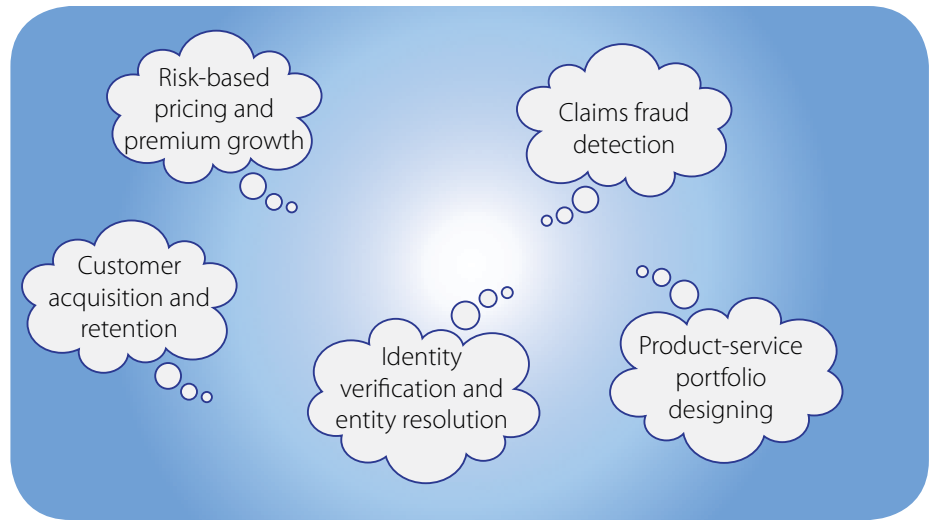 Risk-based
pricing and
premium growth
Claims fraud
detection
Customer
acquisition and
retention
Identity
verification and
entity resolution
Product-service
portfolio
designing